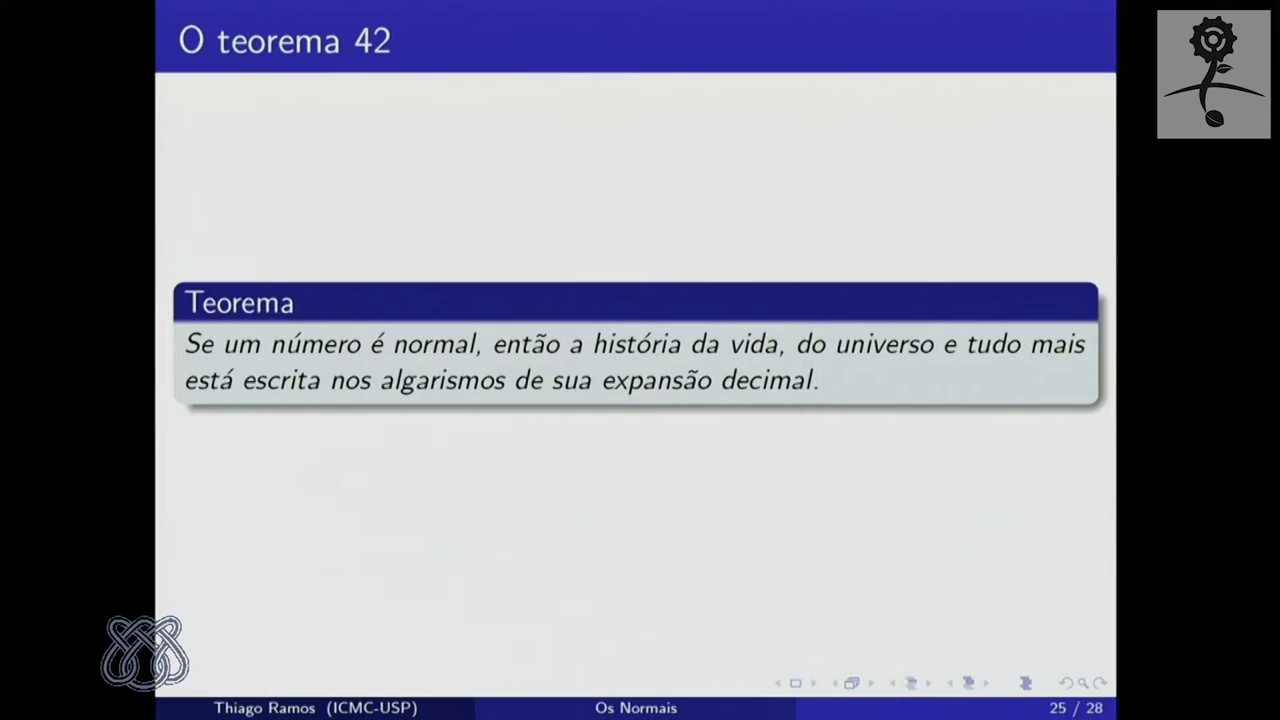 O teorema 42
Teorema
Se um número é normal, então a história da vida, do universo e tudo mais
está escrita nos algarismos de sua expansão decimal.
Thiago Ramos (ICMC-USP)
Os Normais
25 / 28